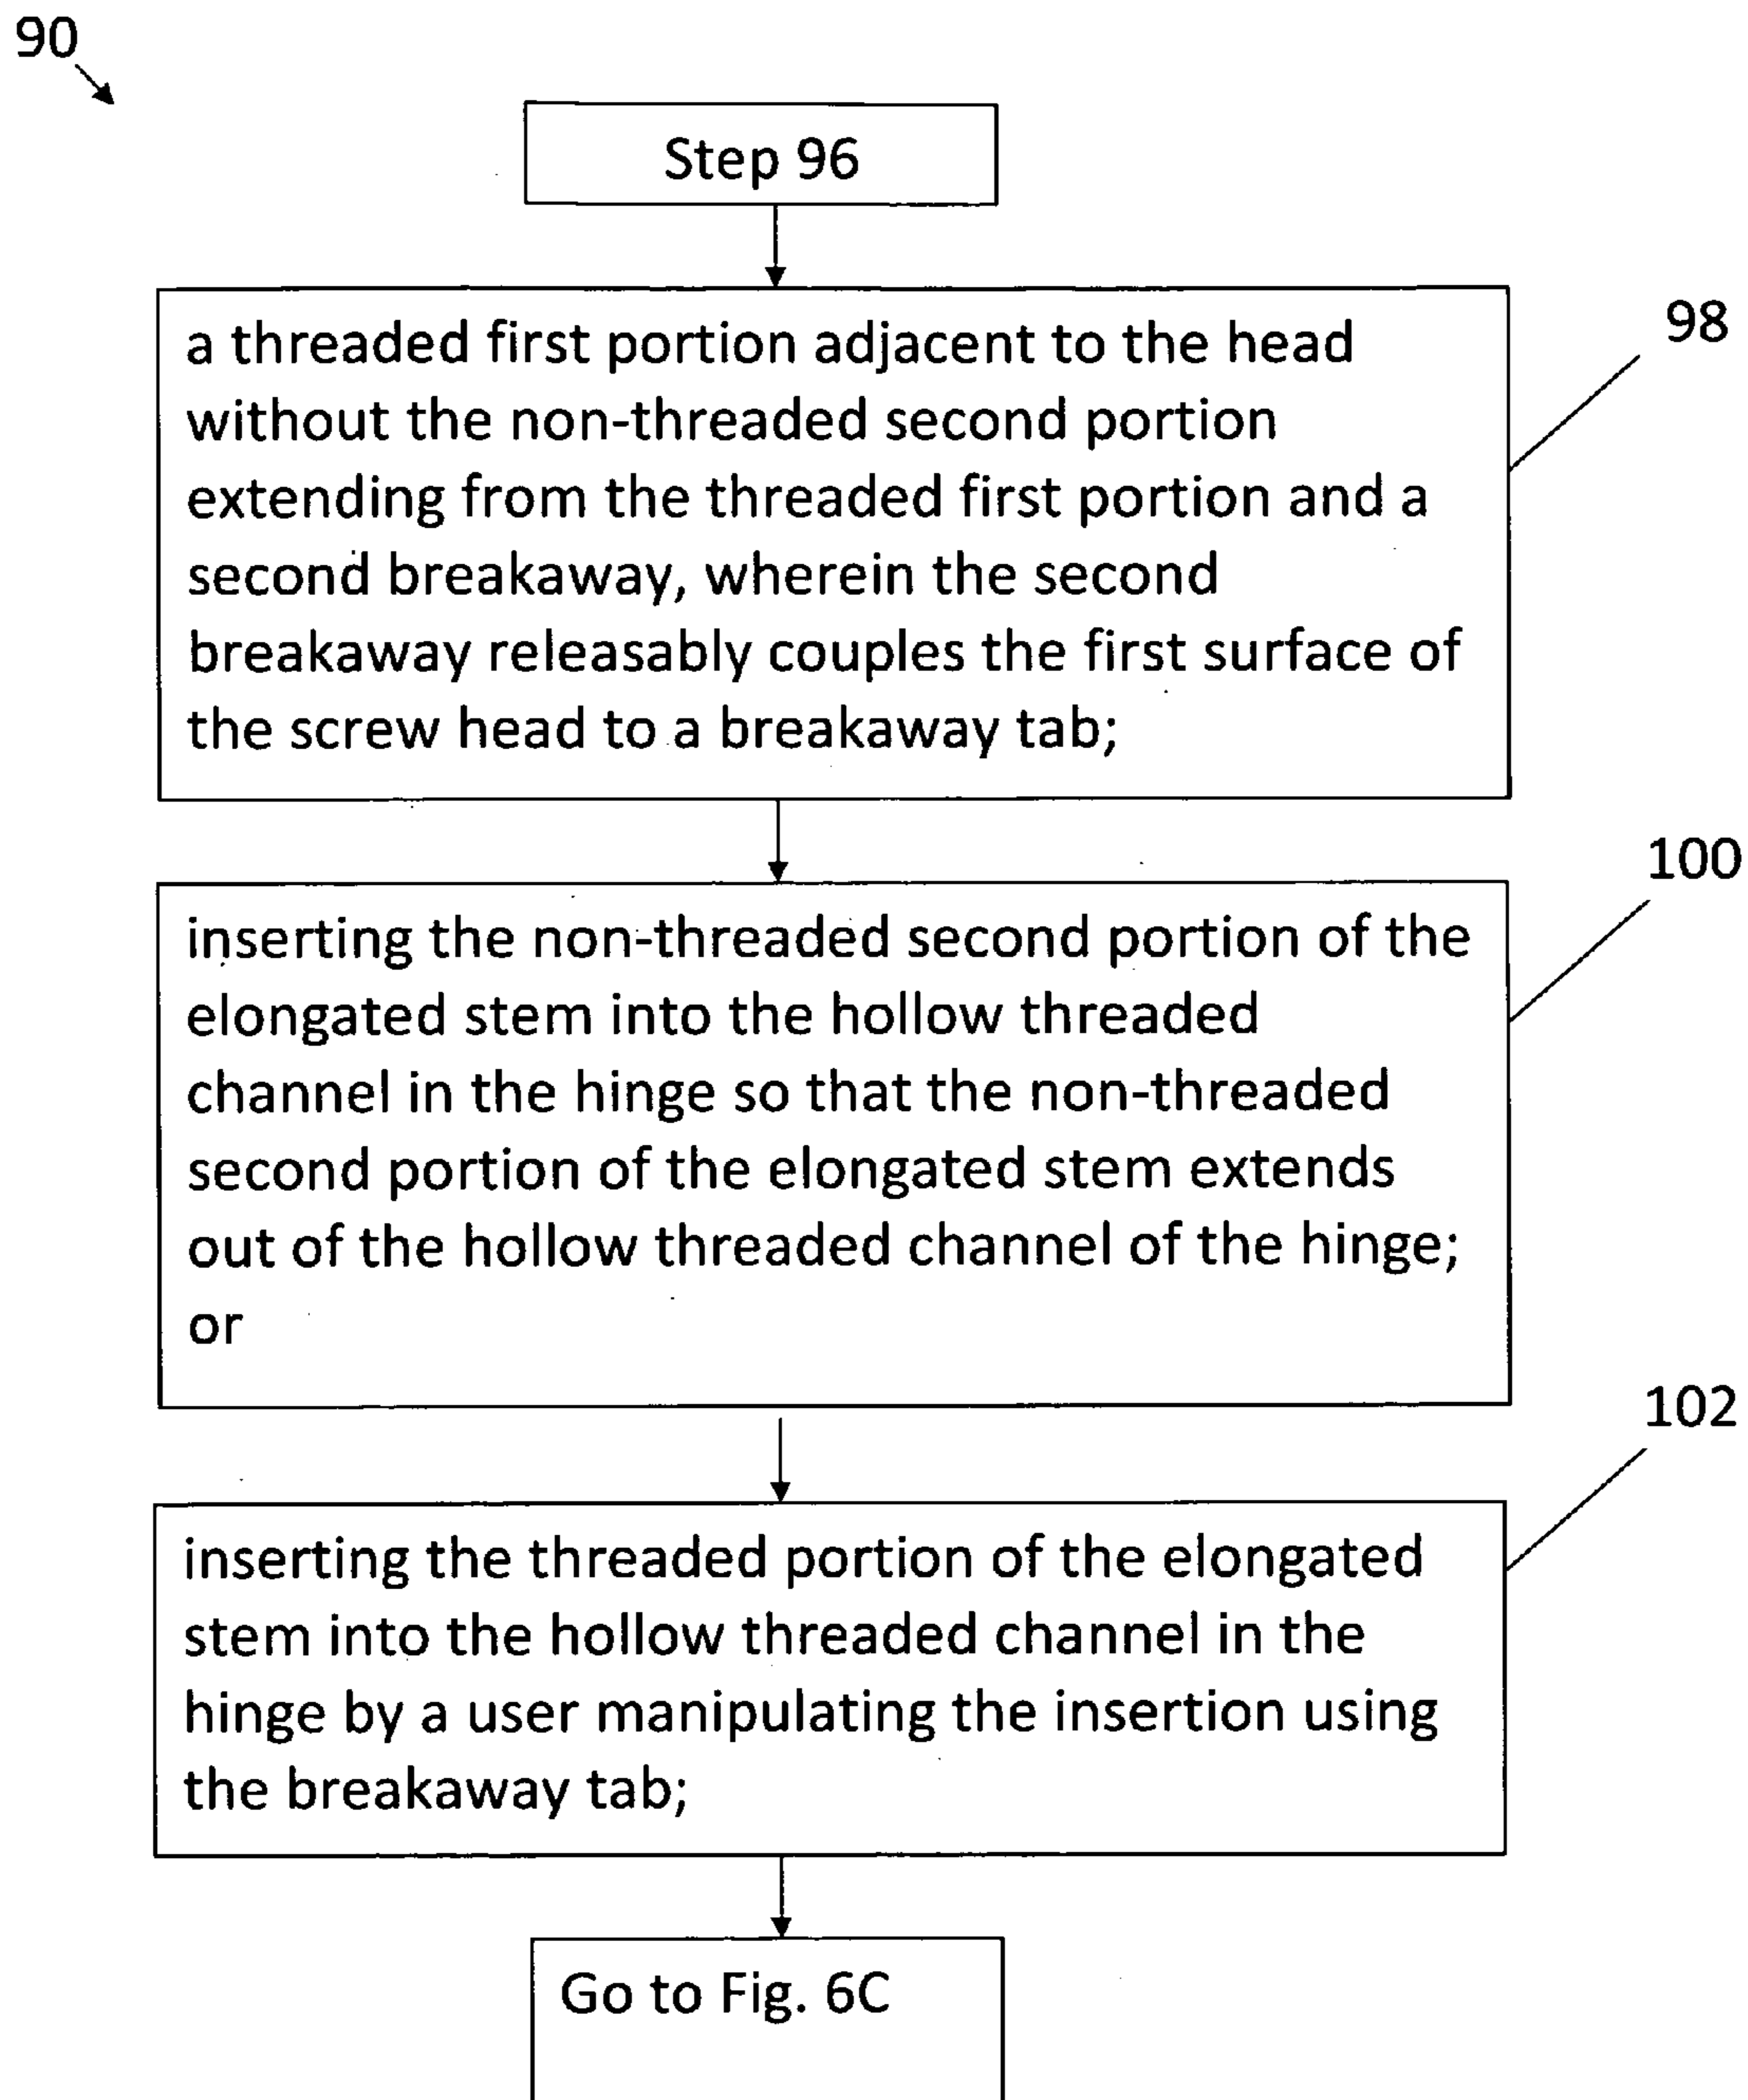 90
Step 96
98
a threaded first portion adjacent to the head
without the non-threaded second portion
extending from the threaded first portion and a
second breakaway, wherein the second
breakaway releasably couples the first surface of
the screw head to a breakaway tab;
100
inserting the non-threaded second portion of the
elongated stem into the hollow threaded
channel in the hinge so that the non-threaded
second portion of the elongated stem extends
out of the hollow threaded channel of the hinge;
or
102
inserting the threaded portion of the elongated
stem into the hollow threaded channel in the
hinge by a user manipulating the insertion using
the breakaway tab;
Go to Fig. 6C